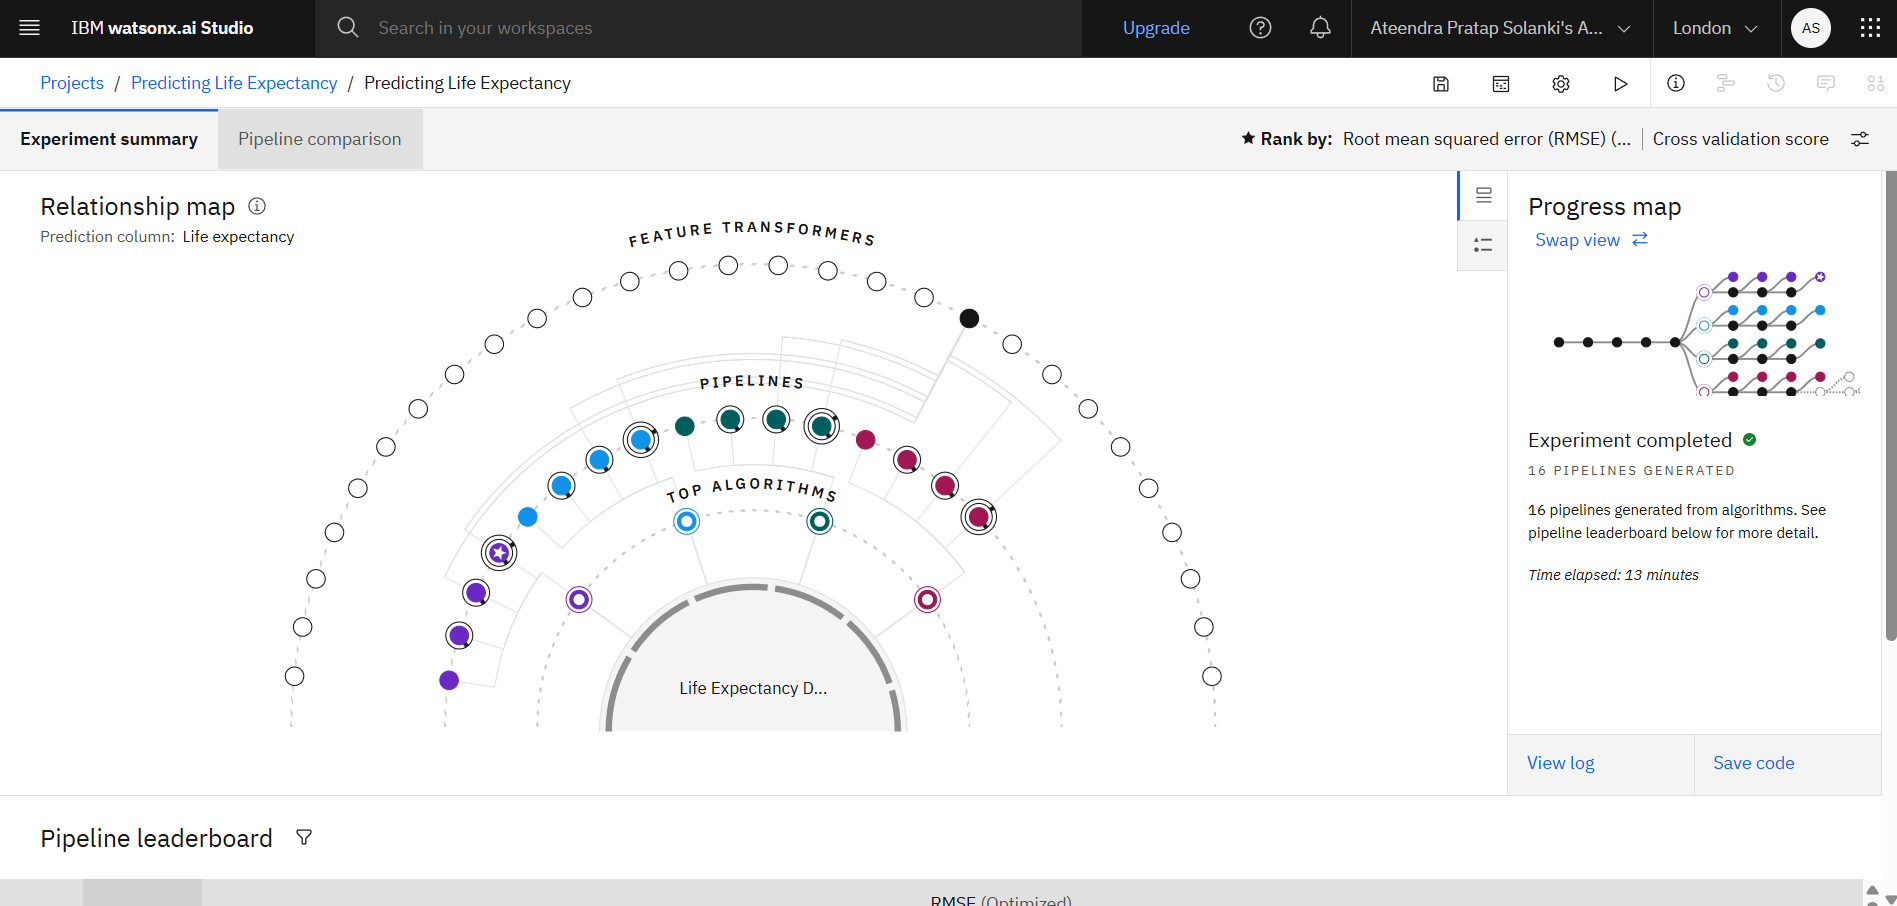 IBM watsonx.ai Studio
Search in your workspaces
Upgrade
Ateendra Pratap Solanki's A...
London
AS
Projects / Predicting Life Expectancy / Predicting Life Expectancy
Experiment summary
Pipeline comparison
Rank by: Root mean squared error (RMSE) (... | Cross validation score
Relationship map
Prediction column: Life expectancy
FEATURE TRANSFORMERS
PIPELINES
TOP ALGORITHMS
Life Expectancy D...
Progress map
Swap view
Experiment completed
16 PIPELINES GENERATED
16 pipelines generated from algorithms. See
pipeline leaderboard below for more detail.
Time elapsed: 13 minutes
View log
Save code
Pipeline leaderboard
RMSE (Optimized)